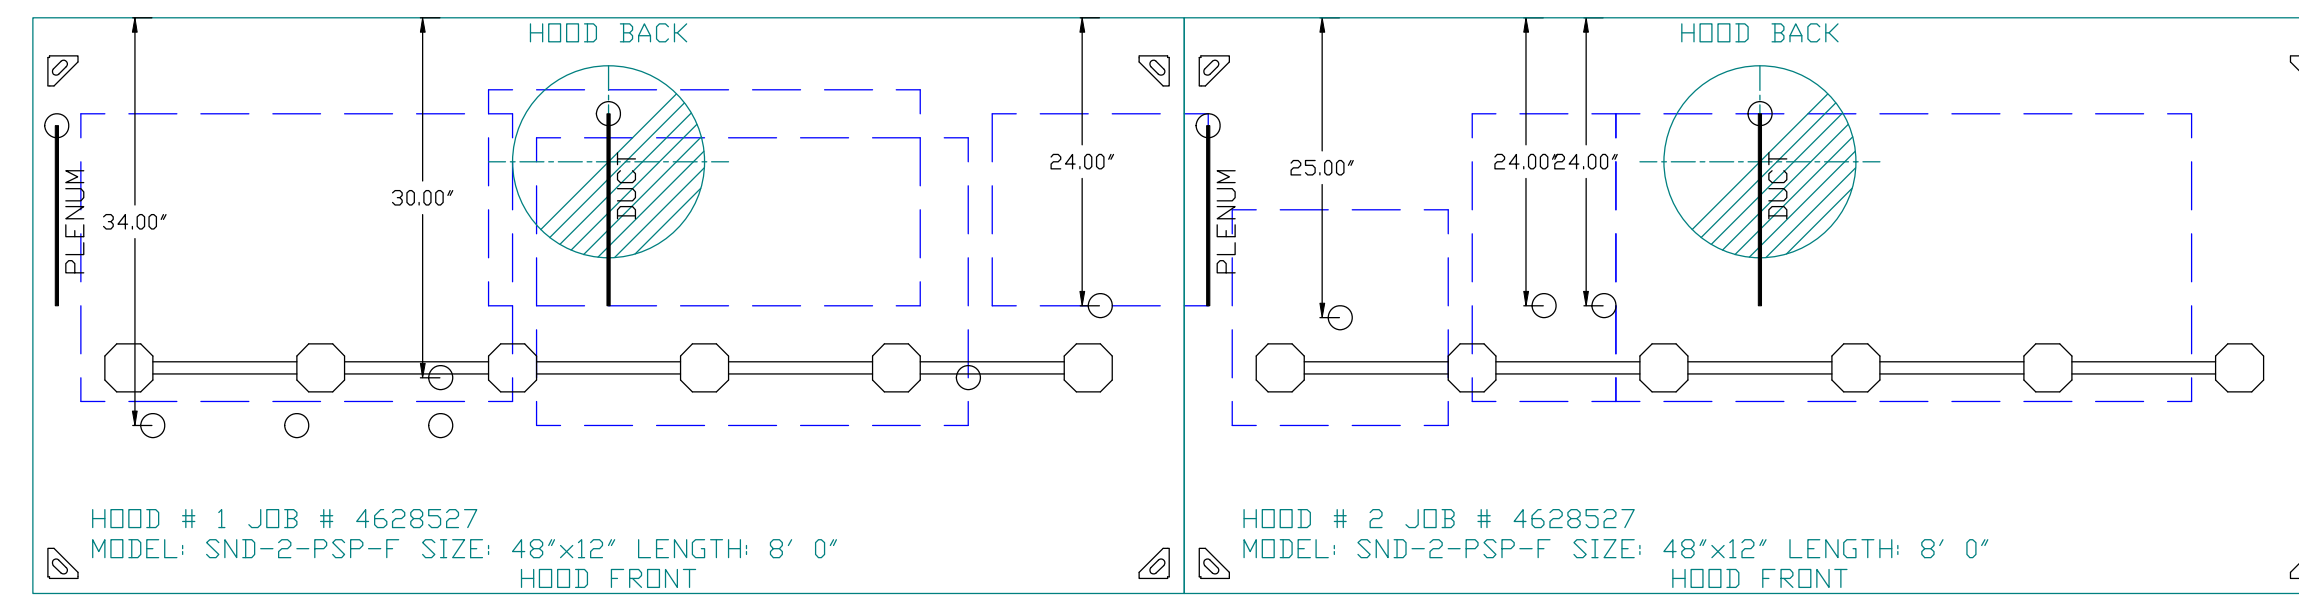 HOOD BACK
PLENUM
34.00"
30.00"
DUCT
24.00"
HOOD # 1 JOB # 4628527
MODEL: SND-2-PSP-F SIZE: 48"x12" LENGTH: 8' 0"
HOOD FRONT
HOOD BACK
PLENUM
25.00"
24.00"
24.00"
DUCT
HOOD # 2 JOB # 4628527
MODEL: SND-2-PSP-F SIZE: 48"x12" LENGTH: 8' 0"
HOOD FRONT